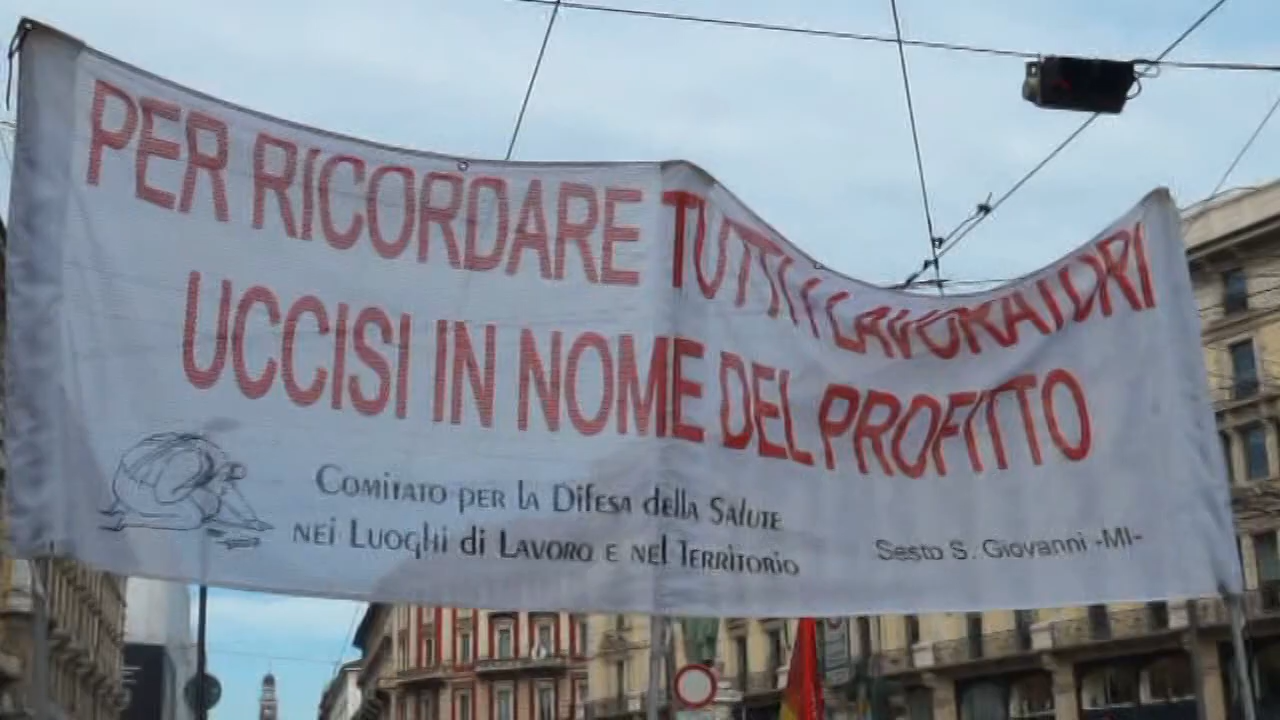 PER RICORDARE TUTTI I LAVORATORI
UCCISI IN NOME DEL PROFITTO
COMITATO PER LA DIFESA DELLA SALUTE
NEI LUOGHI DI LAVORO E NEL TERRITORIO
Sesto S. Giovanni -MI-